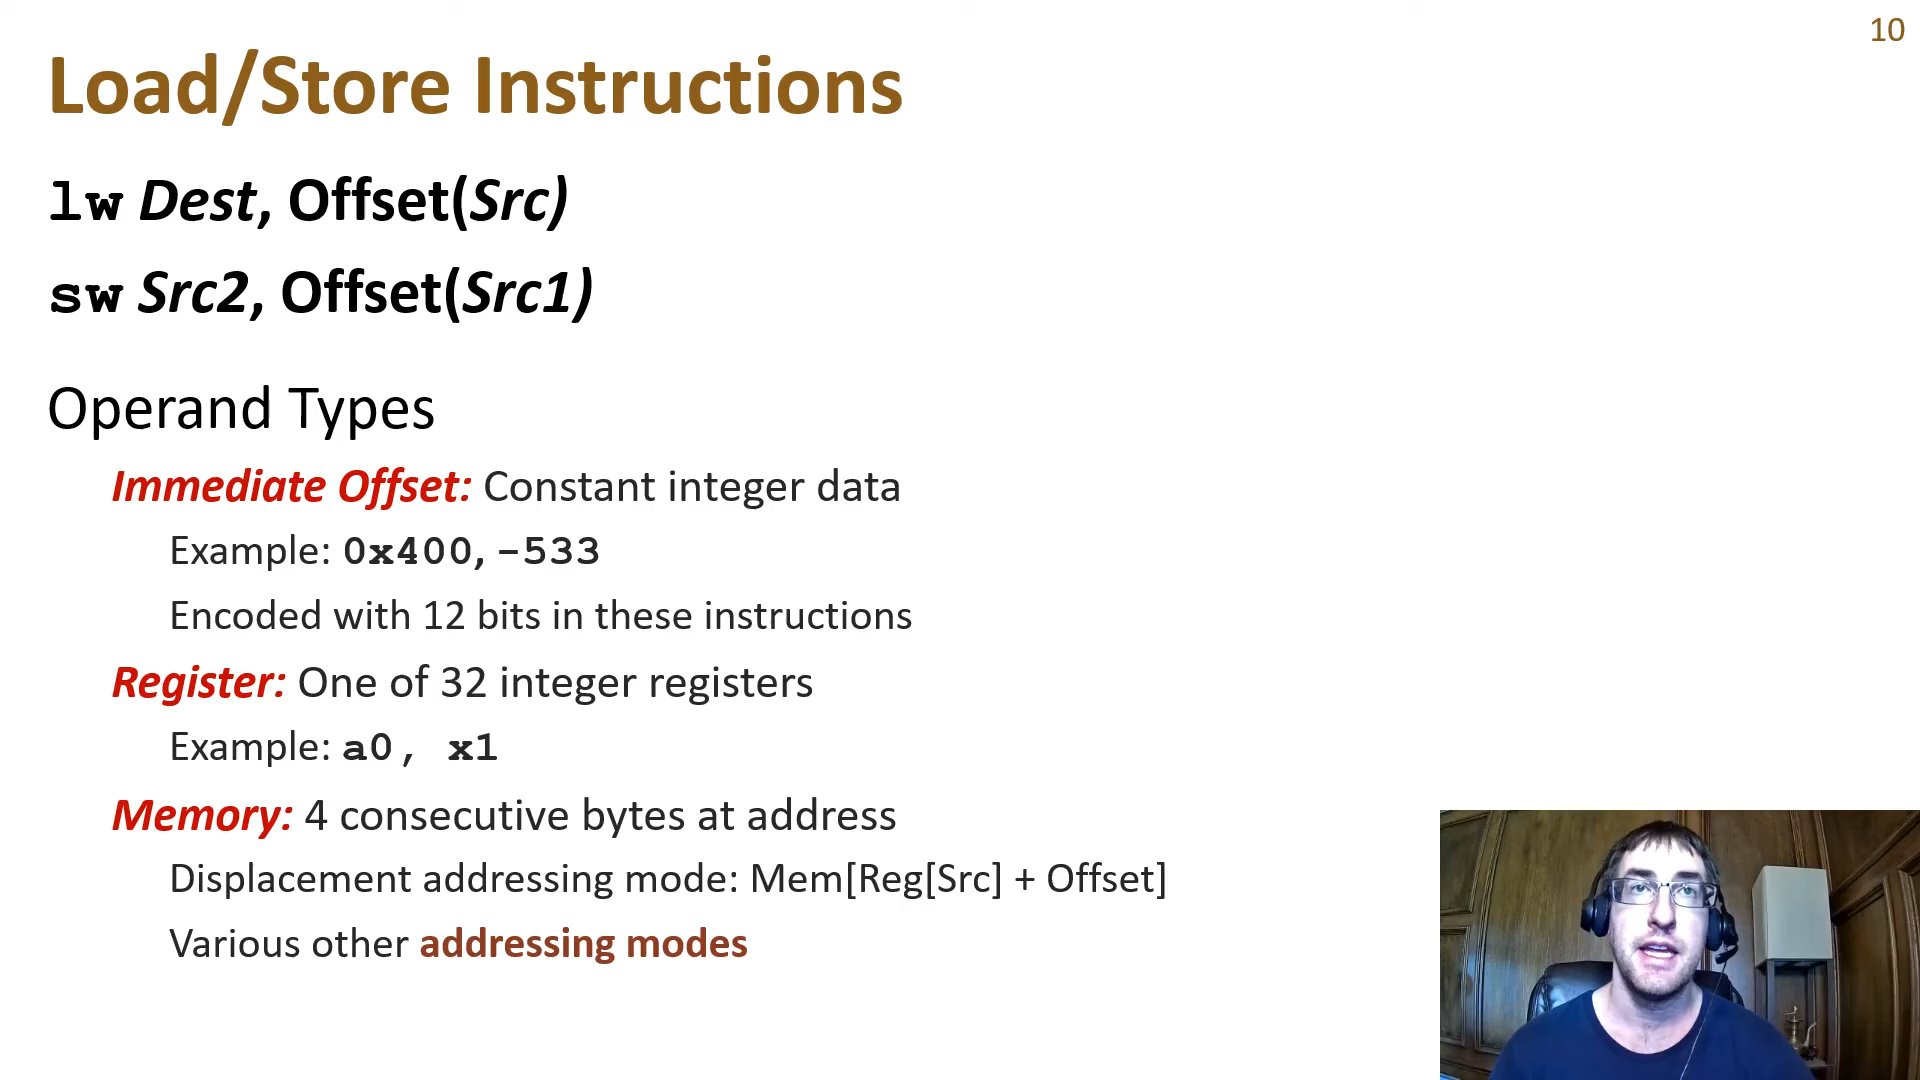 10
Load/Store Instructions
lw Dest, Offset(Src)
sw Src2, Offset(Src1)
Operand Types
Immediate Offset: Constant integer data
Example: 0x400, -533
Encoded with 12 bits in these instructions
Register: One of 32 integer registers
Example: a0, x1
Memory: 4 consecutive bytes at address
Displacement addressing mode: Mem[Reg[Src] + Offset]
Various other addressing modes